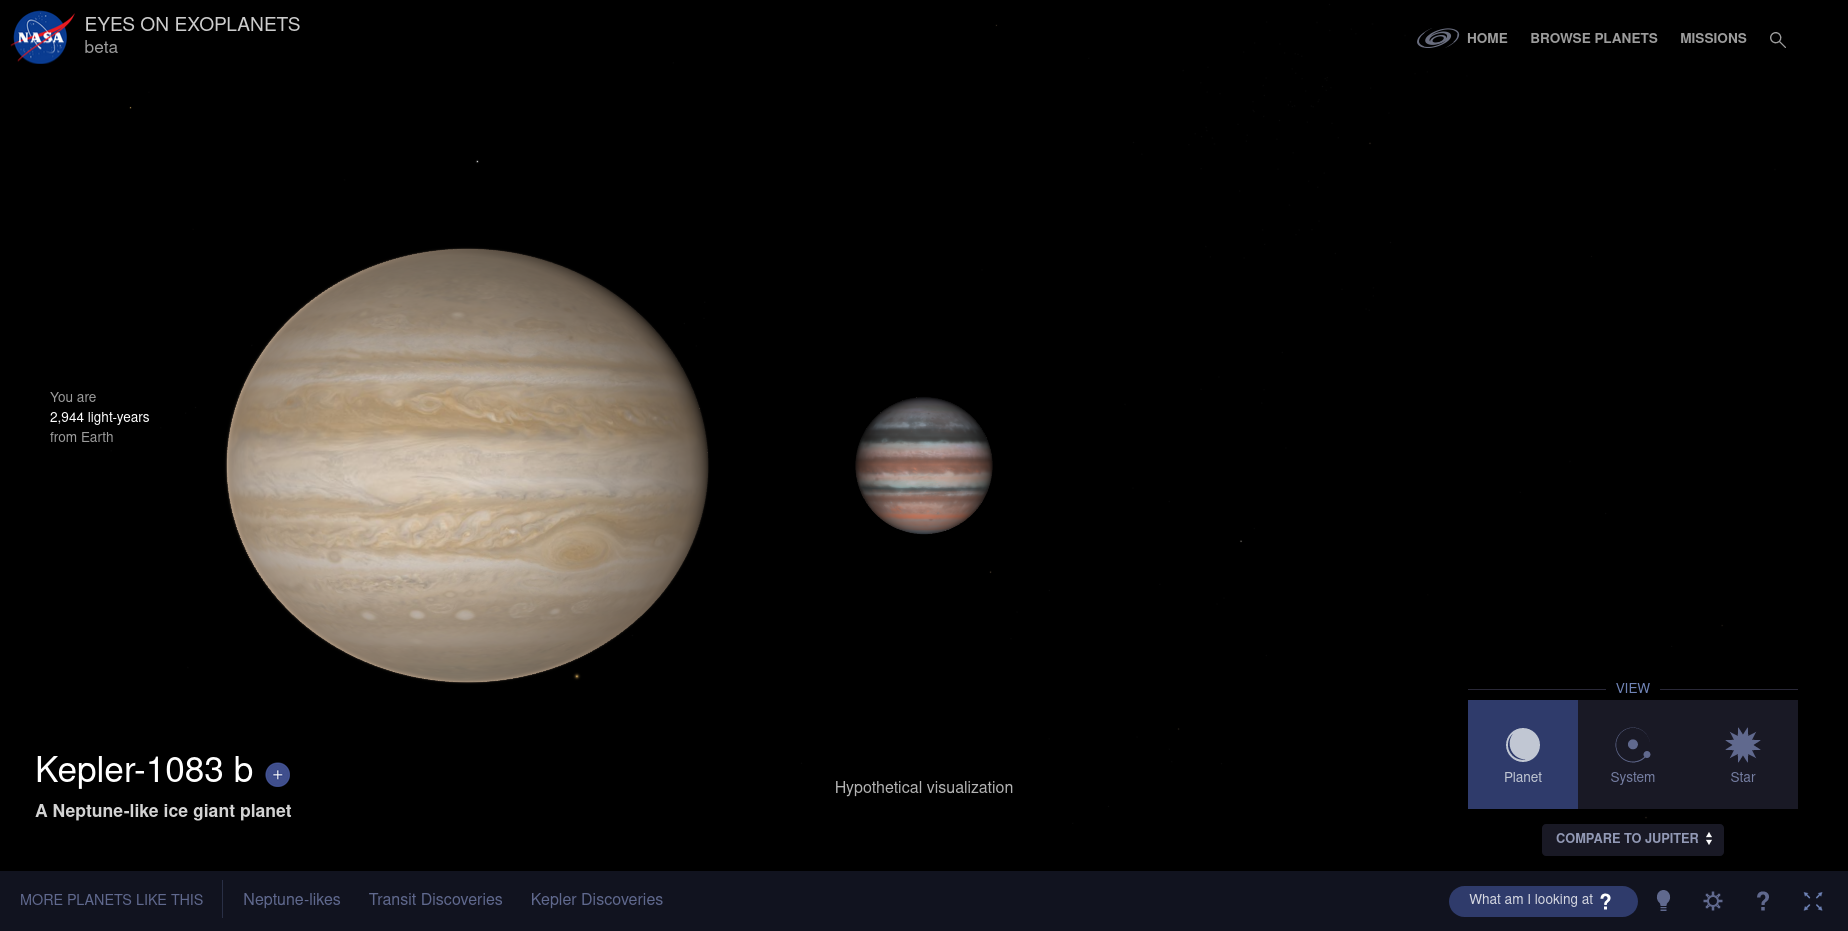 NASA
EYES ON EXOPLANETS
beta
HOME
BROWSE PLANETS
MISSIONS
You are
2,944 light-years
from Earth
Kepler-1083 b +
A Neptune-like ice giant planet
Hypothetical visualization
VIEW
Planet
System
Star
COMPARE TO JUPITER
MORE PLANETS LIKE THIS
Neptune-likes
Transit Discoveries
Kepler Discoveries
What am I looking at ?
?